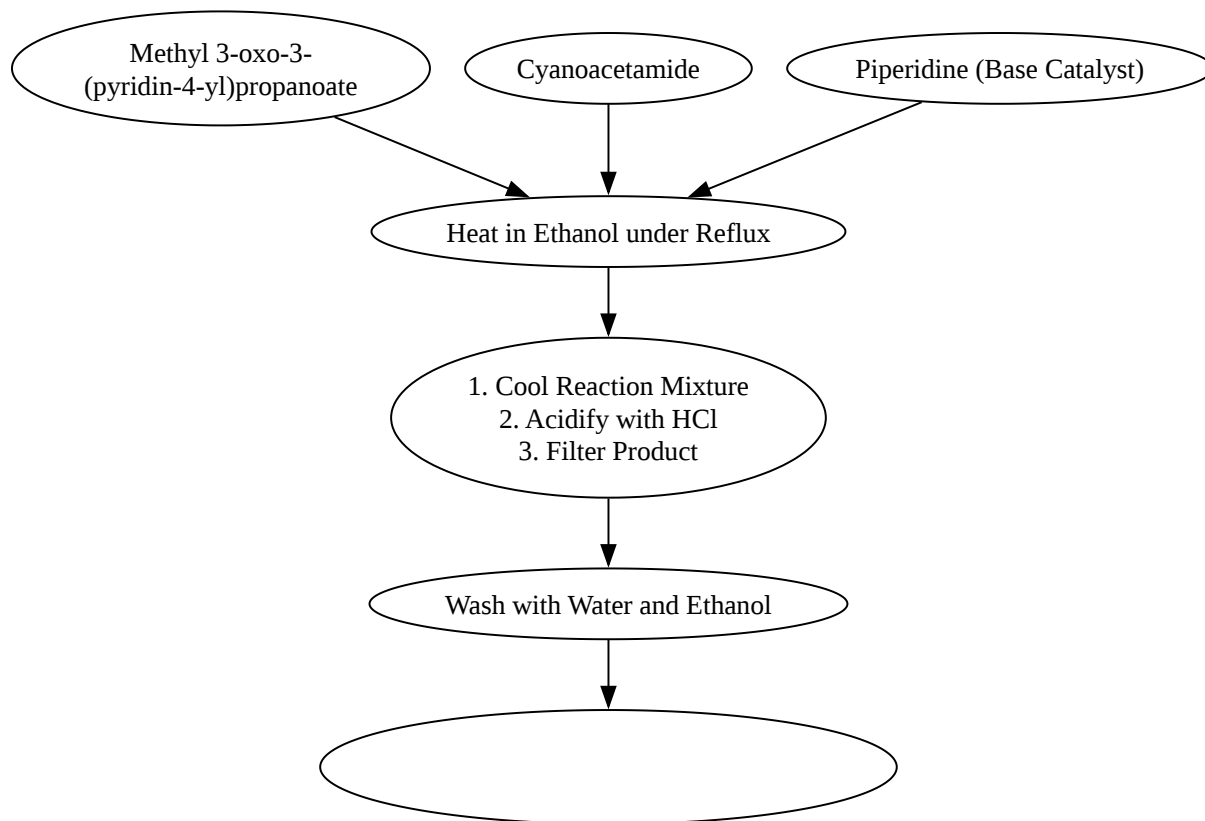 Methyl 3-oxo-3-
(pyridin-4-yl)propanoate
Cyanoacetamide
Piperidine (Base Catalyst)
Heat in Ethanol under Reflux
1. Cool Reaction Mixture
2. Acidify with HCl
3. Filter Product
Wash with Water and Ethanol